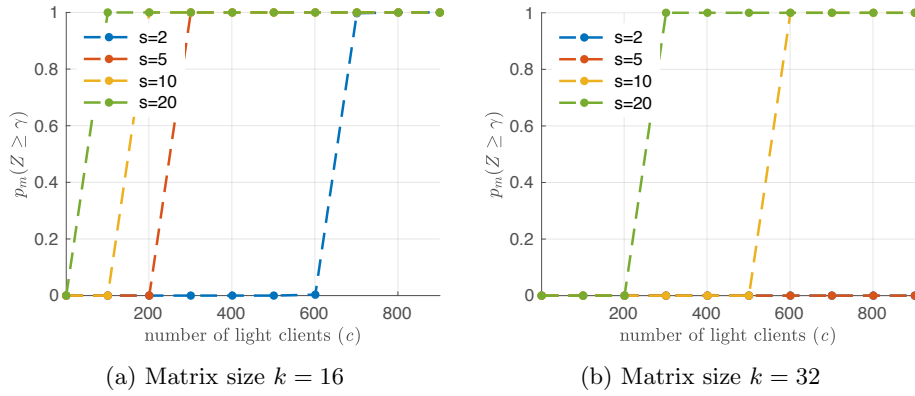 1
0.8
0.6
0.4
0.2
0
p_m(Z ≥ γ)
s=2
s=5
s=10
s=20
200 400 600 800
number of light clients (c)
(a) Matrix size k = 16
1
0.8
0.6
0.4
0.2
0
p_m(Z ≥ γ)
s=2
s=5
s=10
s=20
200 400 600 800
number of light clients (c)
(b) Matrix size k = 32